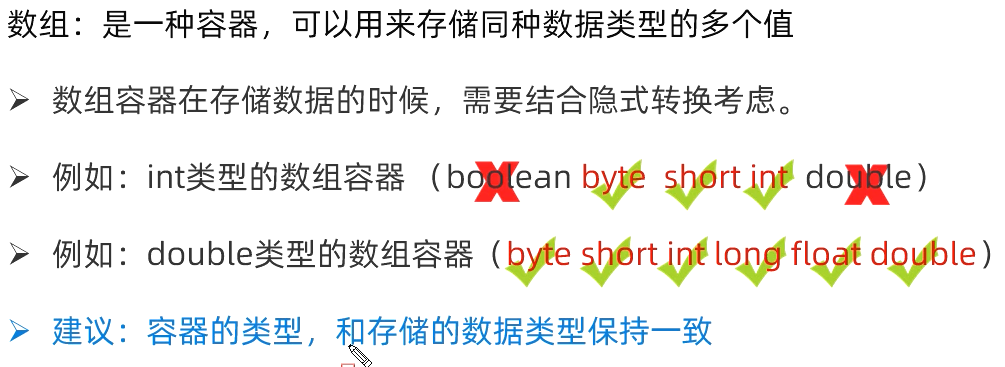 数组：是一种容器，可以用来存储同种数据类型的多个值
➢ 数组容器在存储数据的时候，需要结合隐式转换考虑。
➢ 例如：int类型的数组容器 （boolean byte short int double）
➢ 例如：double类型的数组容器（byte short int long float double）
➢ 建议：容器的类型，和存储的数据类型保持一致